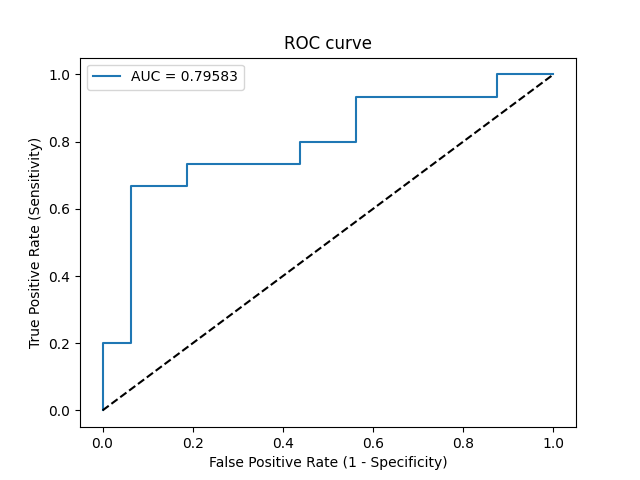 ROC curve
AUC = 0.79583
True Positive Rate (Sensitivity)
1.0
0.8
0.6
0.4
0.2
0.0
0.0 0.2 0.4 0.6 0.8 1.0
False Positive Rate (1 - Specificity)